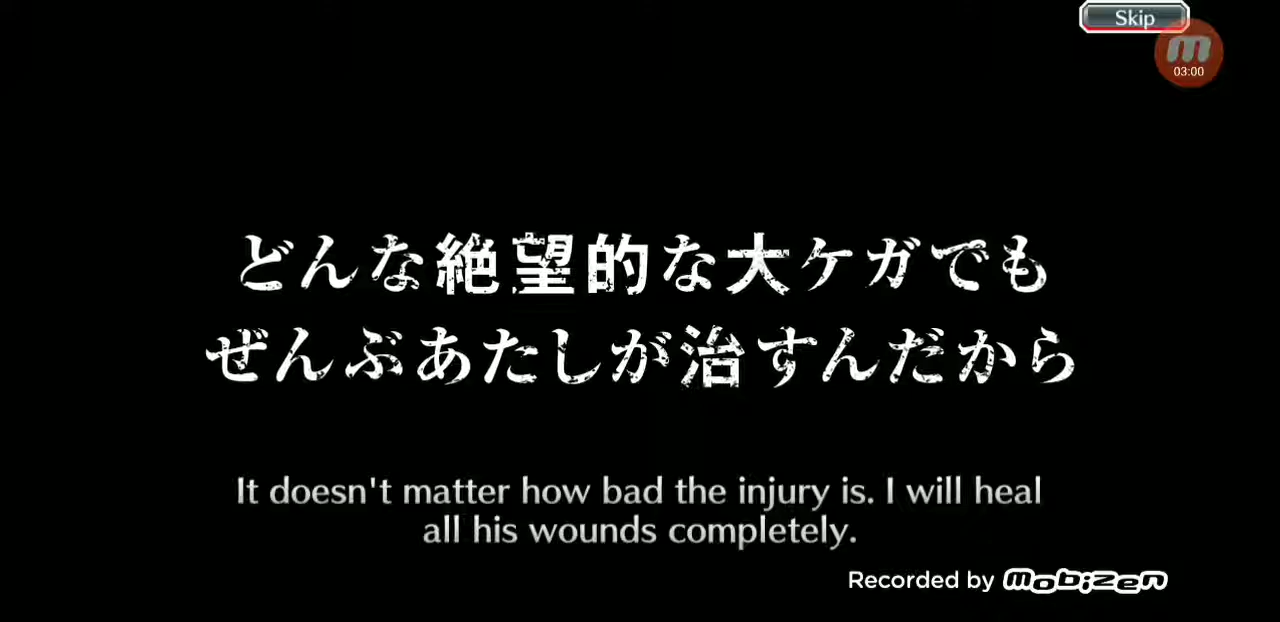 Skip
m
03:00
どんな絶望的な大ケガでも
ぜんぶあたしが治すんだから
It doesn't matter how bad the injury is. I will heal
all his wounds completely.
Recorded by mobizen